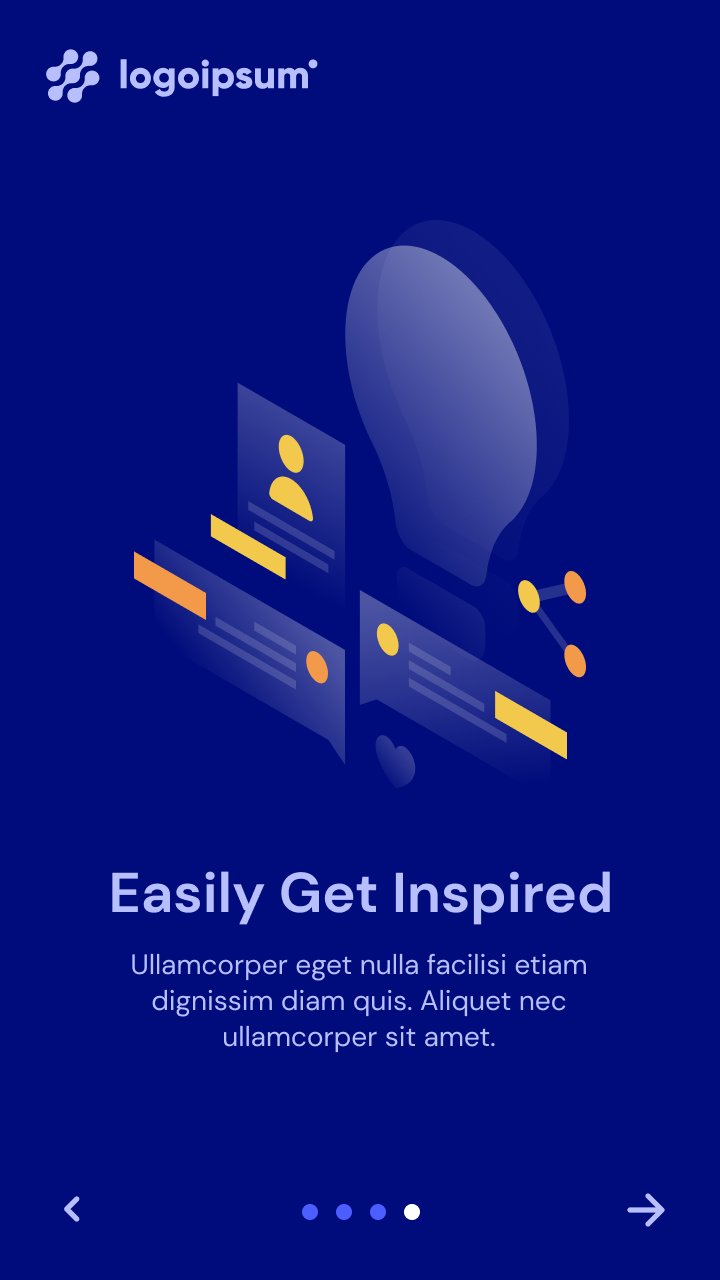 logoipsum
Easily Get Inspired
Ullamcorper eget nulla facilisi etiam
dignissim diam quis. Aliquet nec
ullamcorper sit amet.